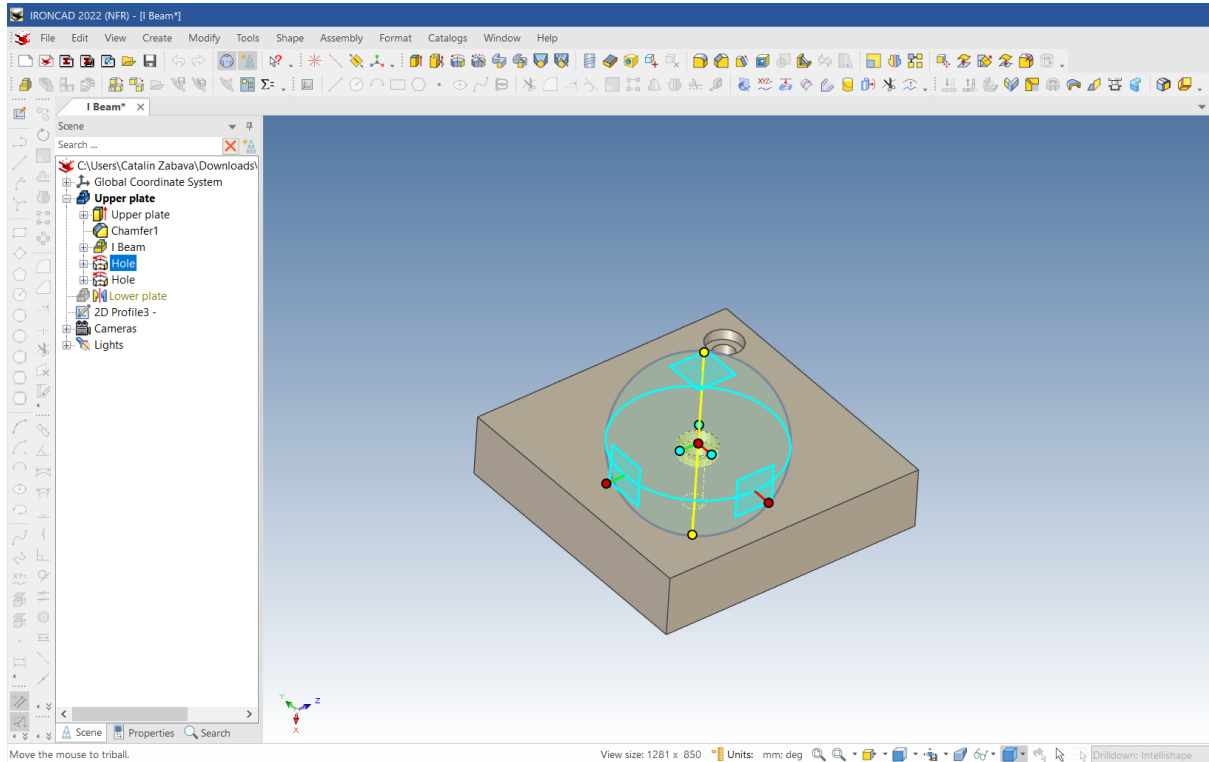 IRONCAD 2022 (NFR) - [I Beam*]
File Edit View Create Modify Tools Shape Assembly Format Catalogs Window Help
I Beam*
Scene
Search ...
C:\Users\Catalin Zabava\Downloads\
Global Coordinate System
Upper plate
Upper plate
Chamfer1
I Beam
Hole
Hole
Lower plate
2D Profile3 -
Cameras
Lights
Y
Z
X
Scene Properties Search
Move the mouse to triball.
View size: 1281 x 850 Units: mm; deg Drilldown: Intellishape